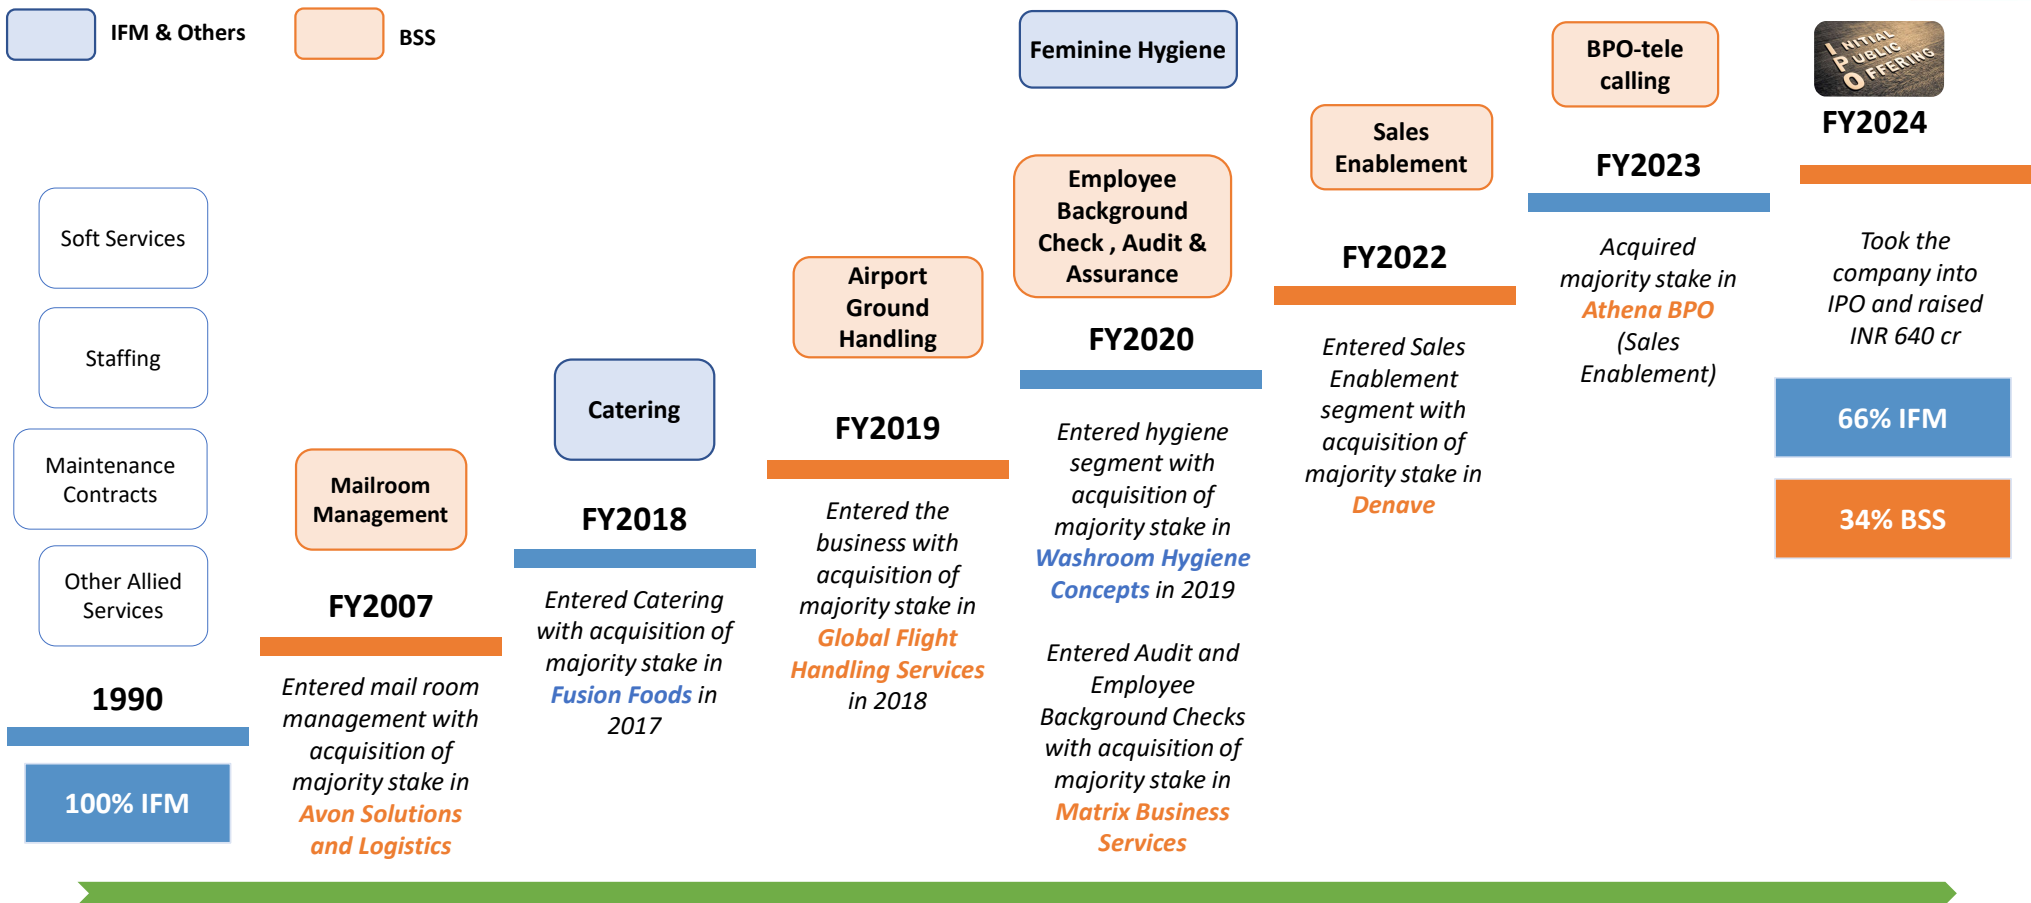 IFM & Others
BSS
Soft Services
Staffing
Maintenance
Contracts
Other Allied
Services
1990
100% IFM
Mailroom
Management
FY2007
Entered mail room
management with
acquisition of
majority stake in
Avon Solutions
and Logistics
Catering
FY2018
Entered Catering
with acquisition of
majority stake in
Fusion Foods in
2017
Airport
Ground
Handling
FY2019
Entered the
business with
acquisition of
majority stake in
Global Flight
Handling Services
in 2018
Feminine Hygiene
Employee
Background
Check , Audit &
Assurance
FY2020
Entered hygiene
segment with
acquisition of
majority stake in
Washroom Hygiene
Concepts in 2019
Entered Audit and
Employee
Background Checks
with acquisition of
majority stake in
Matrix Business
Services
Sales
Enablement
FY2022
Entered Sales
Enablement
segment with
acquisition of
majority stake in
Denave
BPO-tele
calling
FY2023
Acquired
majority stake in
Athena BPO
(Sales
Enablement)
INITIAL
PUBLIC
OFFERING
FY2024
Took the
company into
IPO and raised
INR 640 cr
66% IFM
34% BSS